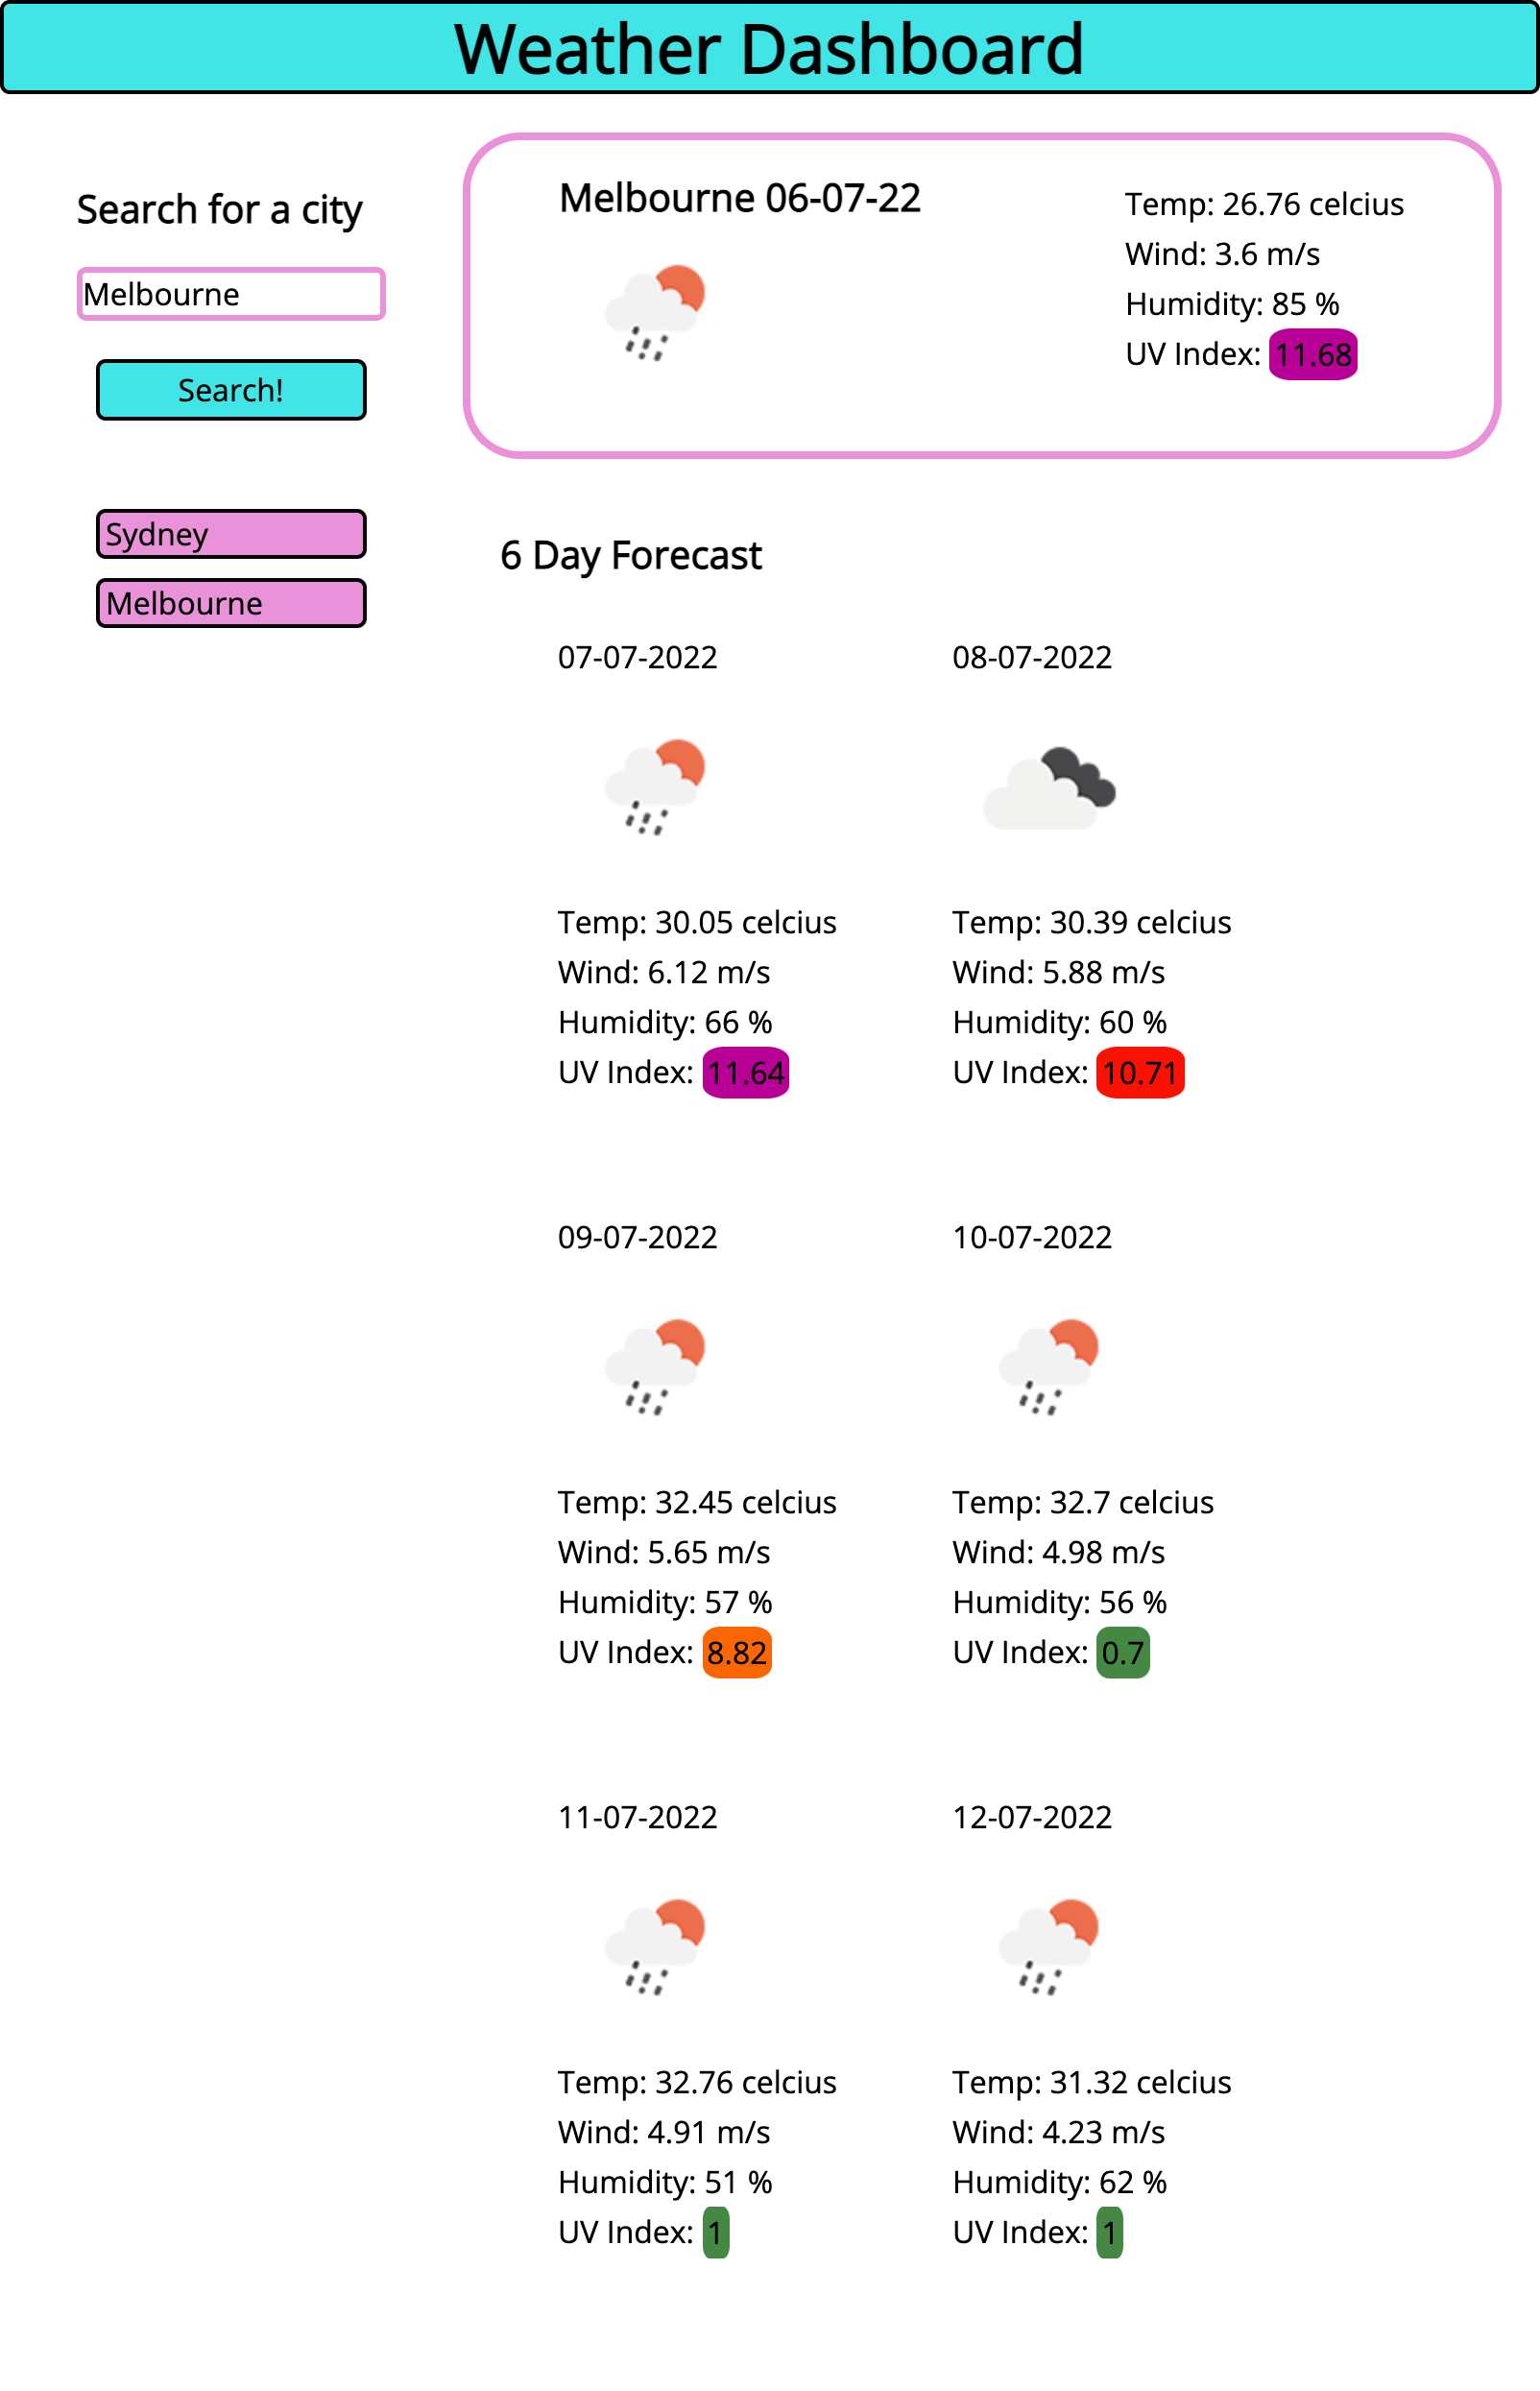 Weather Dashboard
Search for a city
Melbourne
Search!
Sydney
Melbourne
Melbourne 06-07-22
Temp: 26.76 celcius
Wind: 3.6 m/s
Humidity: 85 %
UV Index: 11.68
6 Day Forecast
07-07-2022
Temp: 30.05 celcius
Wind: 6.12 m/s
Humidity: 66 %
UV Index: 11.64
08-07-2022
Temp: 30.39 celcius
Wind: 5.88 m/s
Humidity: 60 %
UV Index: 10.71
09-07-2022
Temp: 32.45 celcius
Wind: 5.65 m/s
Humidity: 57 %
UV Index: 8.82
10-07-2022
Temp: 32.7 celcius
Wind: 4.98 m/s
Humidity: 56 %
UV Index: 0.7
11-07-2022
Temp: 32.76 celcius
Wind: 4.91 m/s
Humidity: 51 %
UV Index: 1
12-07-2022
Temp: 31.32 celcius
Wind: 4.23 m/s
Humidity: 62 %
UV Index: 1